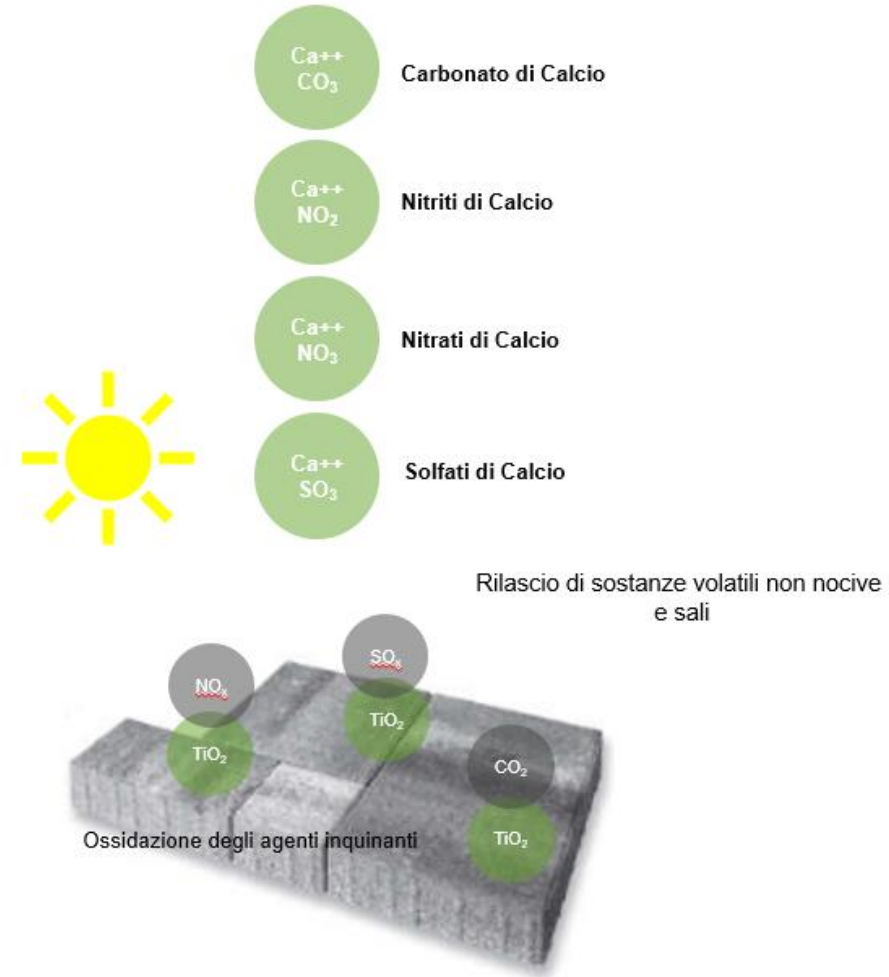 Ca++
CO₃
Carbonato di Calcio
Ca++
NO₂
Nitriti di Calcio
Ca++
NO₃
Nitrati di Calcio
Ca++
SO₃
Solfati di Calcio
Rilascio di sostanze volatili non nocive
e sali
NOₓ
TiO₂
SOₓ
TiO₂
CO₂
TiO₂
Ossidazione degli agenti inquinanti